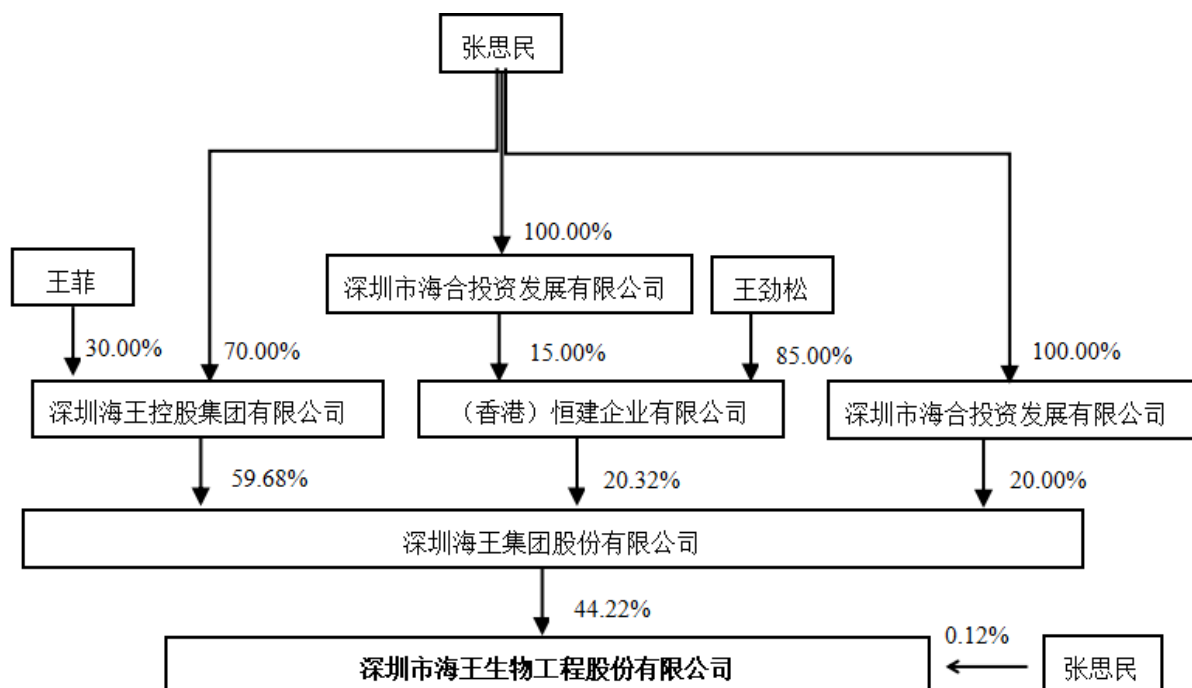 张思民
100.00%
王菲
深圳市海合投资发展有限公司
王劲松
30.00%
70.00%
15.00%
85.00%
100.00%
深圳海王控股集团有限公司
（香港）恒建企业有限公司
深圳市海合投资发展有限公司
59.68%
20.32%
20.00%
深圳海王集团股份有限公司
44.22%
0.12%
深圳市海王生物工程股份有限公司
张思民